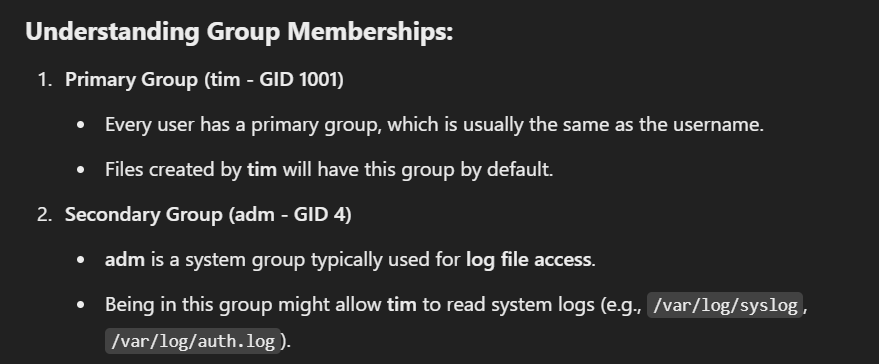 Understanding Group Memberships:
1. Primary Group (tim - GID 1001)
• Every user has a primary group, which is usually the same as the username.
• Files created by tim will have this group by default.
2. Secondary Group (adm - GID 4)
• adm is a system group typically used for log file access.
• Being in this group might allow tim to read system logs (e.g., /var/log/syslog,
/var/log/auth.log).